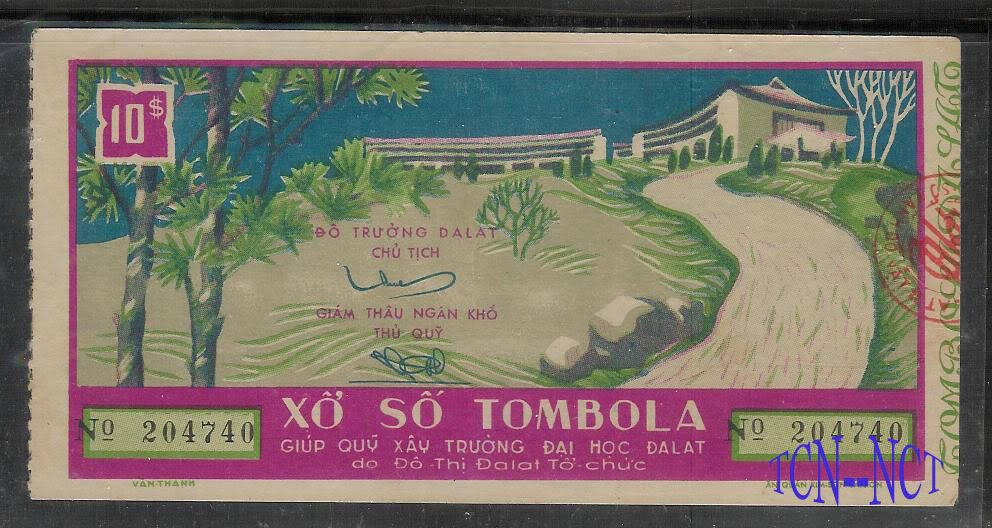 10$
ĐÔ TRƯỞNG DALAT
CHỦ TỊCH
GIÁM THÂU NGÂN KHỐ
THỦ QUỸ
XỔ SỐ TOMBOLA
GIÚP QUỸ XÂY TRƯỜNG ĐẠI HỌC ĐALAT
do Đô-Thị Đalat Tổ-chức
Nº 204740
Nº 204740
VĂN-THANH
TCN--NCT